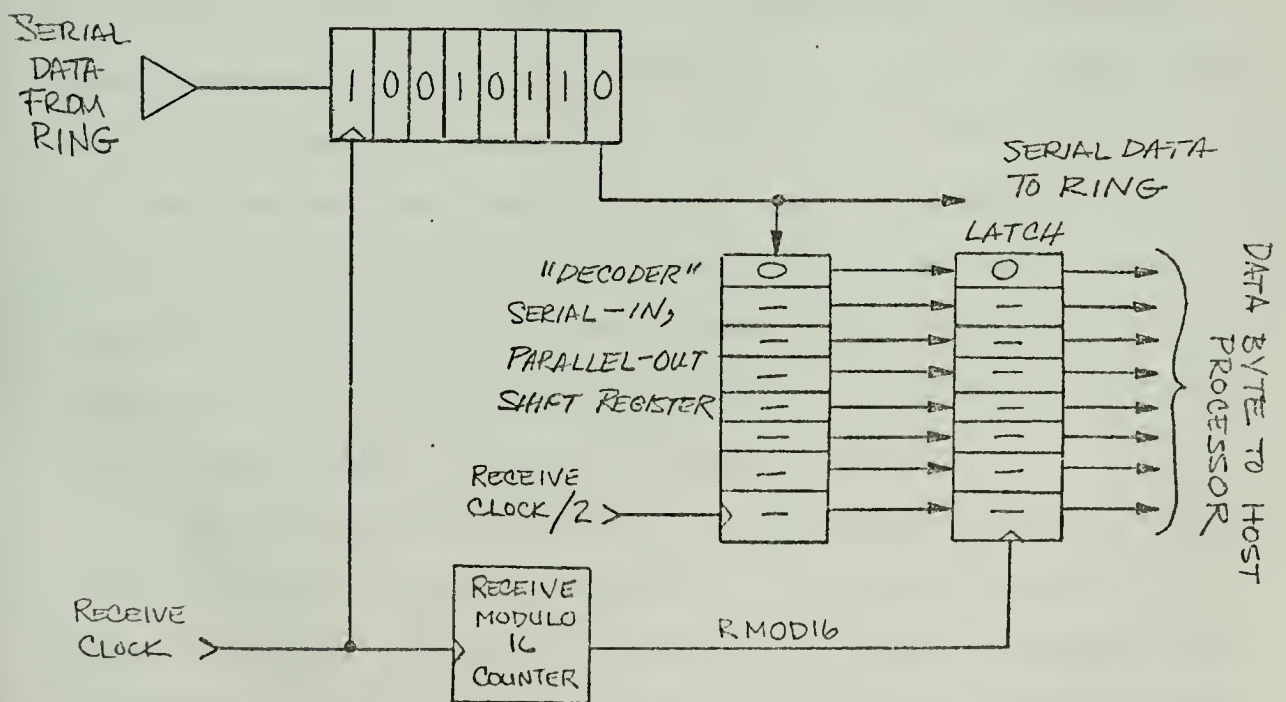 SERIAL
DATA
FROM
RING
1 0 0 1 0 1 1 0
SERIAL DATA
TO RING
LATCH
"DECODER"
SERIAL-IN,
PARALLEL-OUT
SHIFT REGISTER
0
—
—
—
—
—
—
—
0
—
—
—
—
—
—
—
DATA BYTE TO HOST
PROCESSOR
RECEIVE
CLOCK/2
RECEIVE
CLOCK
RECEIVE
MODULO
16
COUNTER
RMOD16